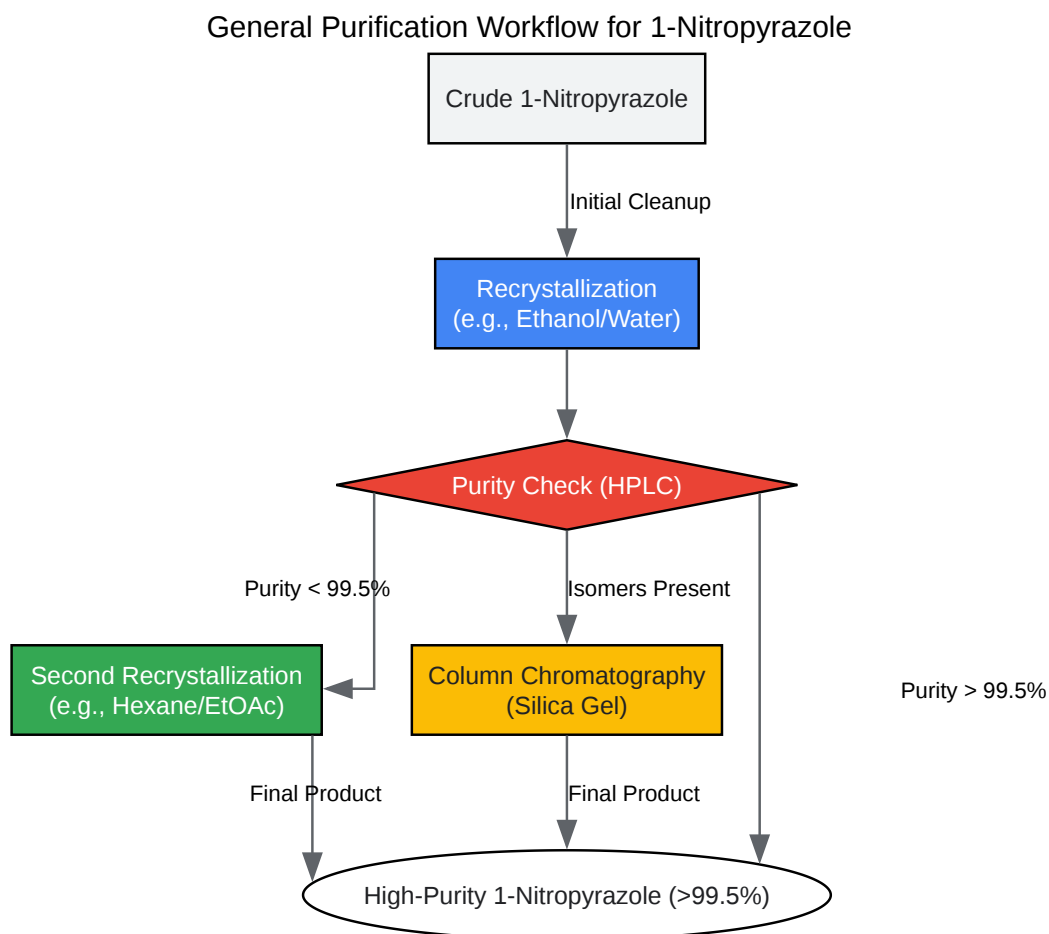 General Purification Workflow for 1-Nitropyrazole
Crude 1-Nitropyrazole
Initial Cleanup
Recrystallization
(e.g., Ethanol/Water)
Purity Check (HPLC)
Purity < 99.5%
Isomers Present
Second Recrystallization
(e.g., Hexane/EtOAc)
Column Chromatography
(Silica Gel)
Purity > 99.5%
Final Product
Final Product
High-Purity 1-Nitropyrazole (>99.5%)